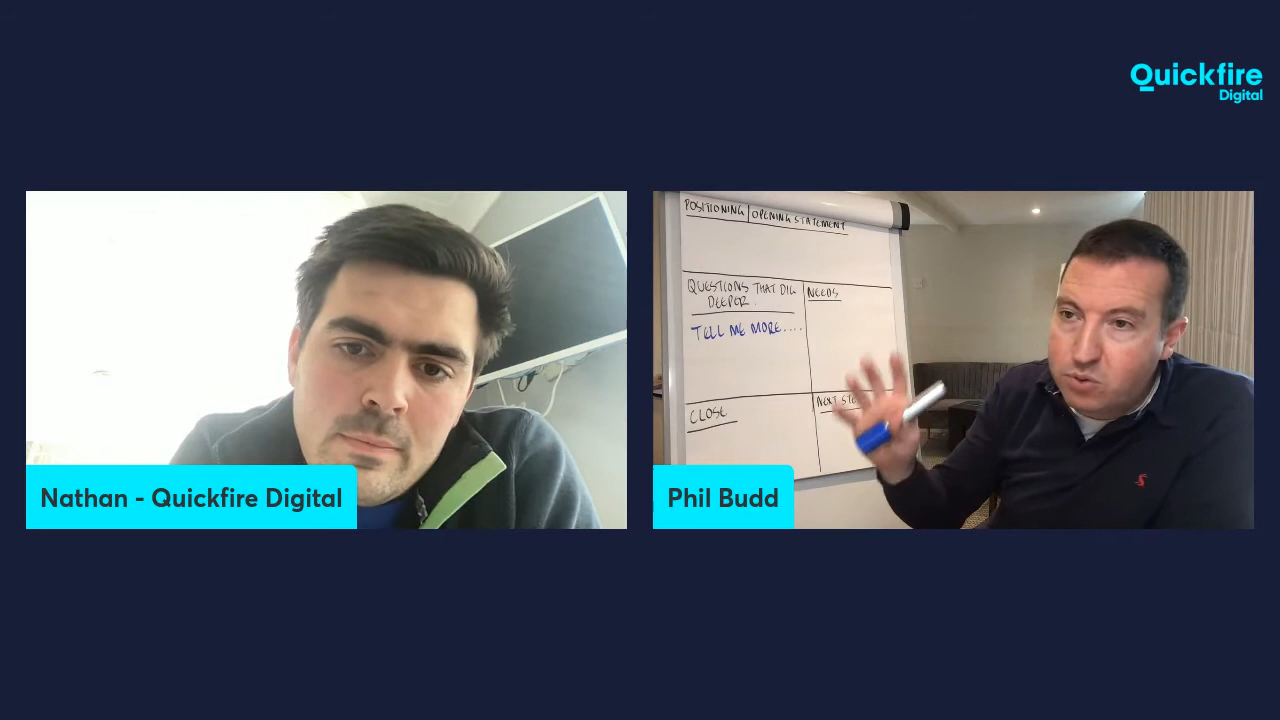 Quickfire
Digital
POSITIONING | OPENING STATEMENT
QUESTIONS THAT DIG
DEEPER.
NEEDS
TELL ME MORE....
CLOSE
NEXT
Nathan - Quickfire Digital
Phil Budd